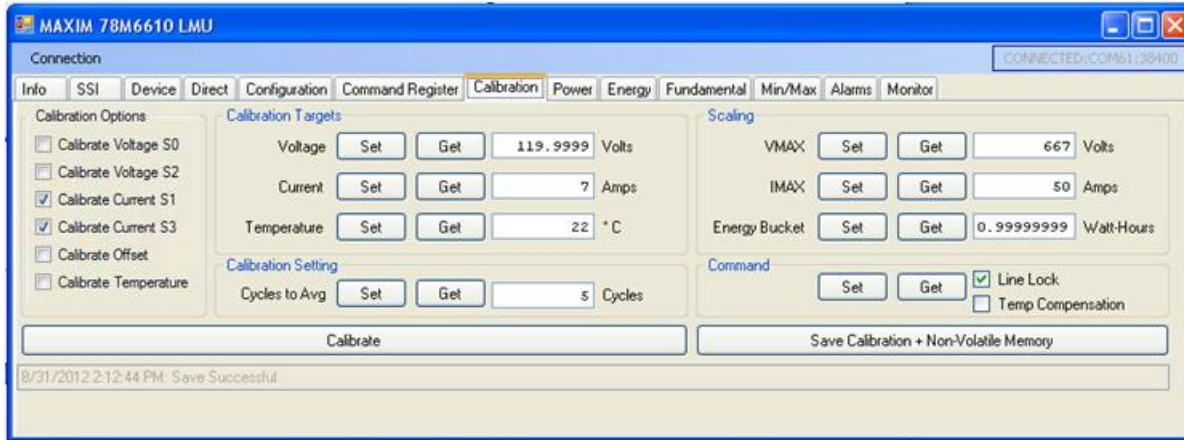 MAXIM 78M6610 LMU
Connection CONNECTED:COM61:38400
Info SSI Device Direct Configuration Command Register Calibration Power Energy Fundamental Min/Max Alarms Monitor
Calibration Options
Calibrate Voltage S0
Calibrate Voltage S2
Calibrate Current S1
Calibrate Current S3
Calibrate Offset
Calibrate Temperature
Calibration Targets
Voltage Set Get 119.9999 Volts
Current Set Get 7 Amps
Temperature Set Get 22 °C
Calibration Setting
Cycles to Avg Set Get 5 Cycles
Scaling
VMAX Set Get 667 Volts
IMAX Set Get 50 Amps
Energy Bucket Set Get 0.99999999 Watt-Hours
Command
Set Get Line Lock
Temp Compensation
Calibrate
Save Calibration + Non-Volatile Memory
8/31/2012 2:12:44 PM: Save Successful